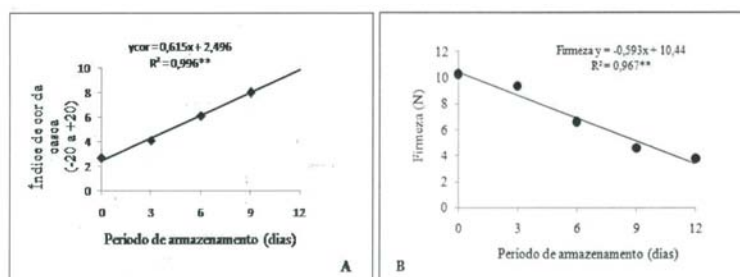 ycor = 0,615x + 2,496
R² = 0,996**
Índice de cor da
casca
(-20 a +20)
10
8
6
4
2
0
0 3 6 9 12
Período de armazenamento (dias)
A
Firmeza y = -0,593x + 10,44
R² = 0,967**
Firmeza (N)
12
10
8
6
4
2
0
0 3 6 9 12
Período de armazenamento (dias)
B